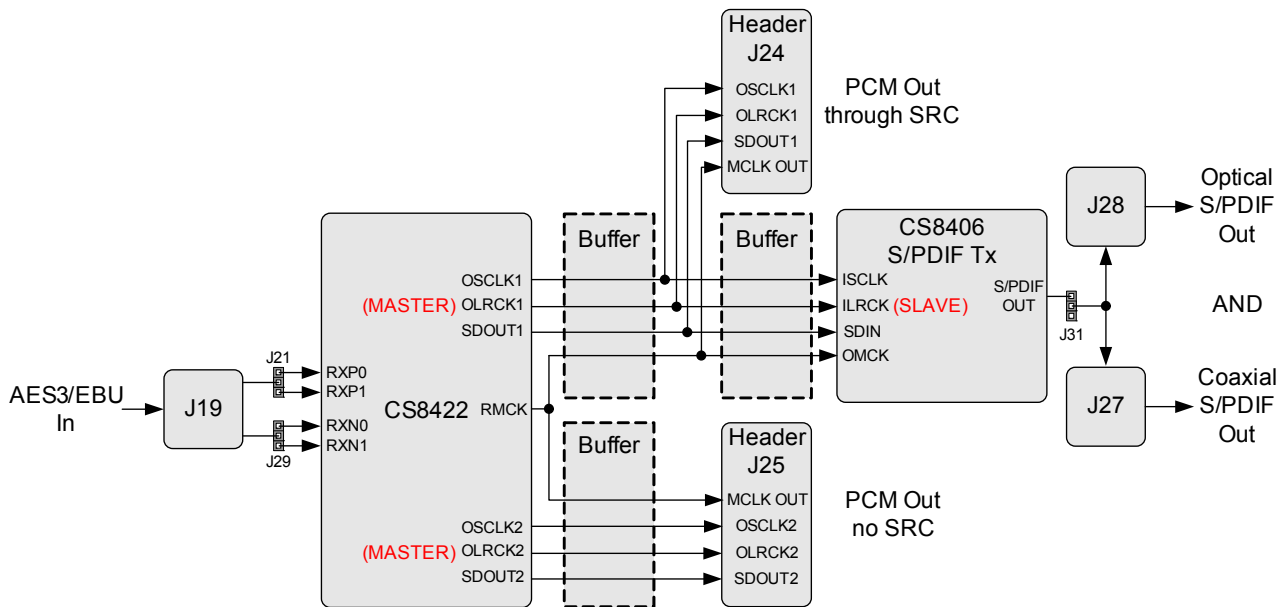 Header
J24
OSCLK1
OLRCK1
SDOUT1
MCLK OUT
PCM Out
through SRC
Buffer
Buffer
CS8406
S/PDIF Tx
ISCLK
ILRCK (SLAVE)
SDIN
OMCK
S/PDIF
OUT
J31
J28
Optical
S/PDIF
Out
AND
J27
Coaxial
S/PDIF
Out
AES3/EBU
In
J19
J21
J29
RXP0
RXP1
RXN0
RXN1
CS8422
OSCLK1
(MASTER) OLRCK1
SDOUT1
RMCK
OSCLK2
(MASTER) OLRCK2
SDOUT2
Buffer
Header
J25
MCLK OUT
OSCLK2
OLRCK2
SDOUT2
PCM Out
no SRC